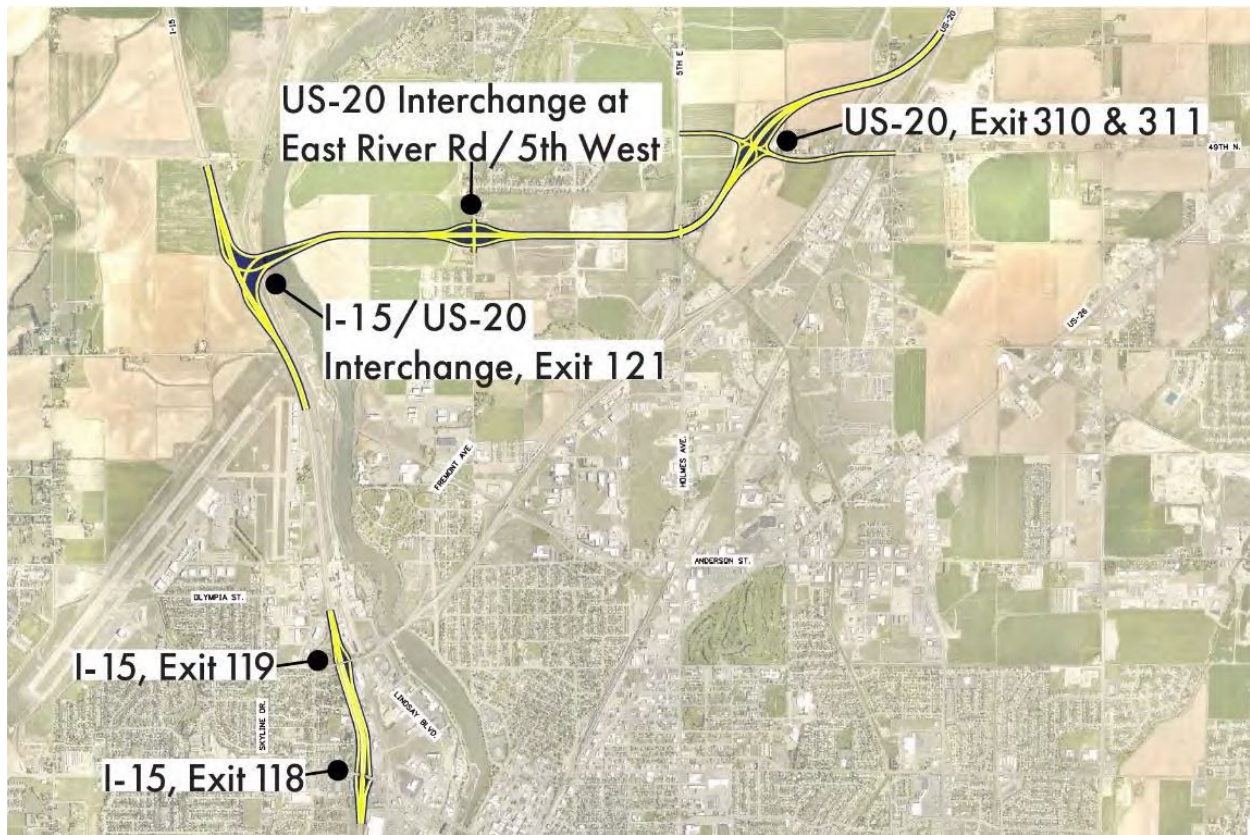 I-15
US-20
5TH E
US-20 Interchange at
East River Rd/5th West
US-20, Exit 310 & 311
49TH N.
I-15/US-20
Interchange, Exit 121
US-26
FREMONT AVE.
HOLMES AVE.
ANDERSON ST.
OLYMPIA ST.
I-15, Exit 119
LINDSAY BLVD.
SKYLINE DR.
I-15, Exit 118